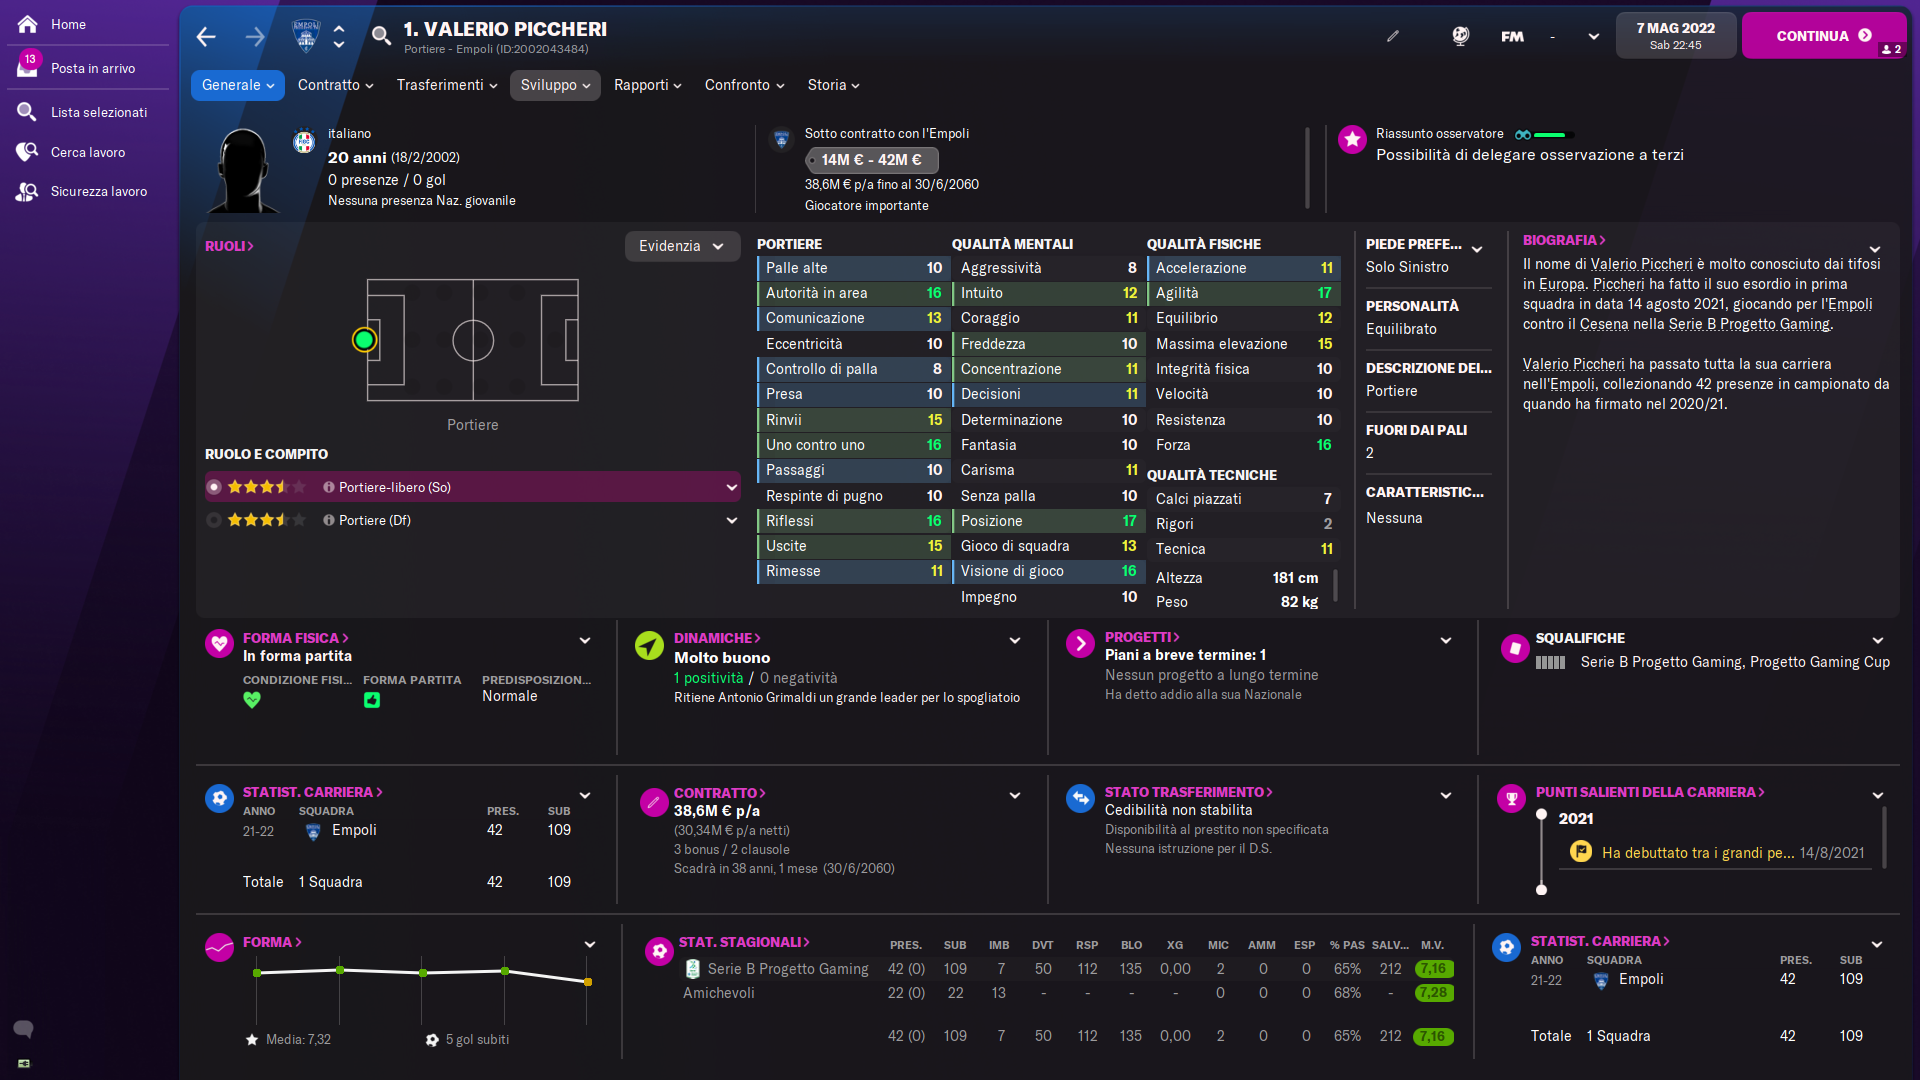 Home
13
Posta in arrivo
Lista selezionati
Cerca lavoro
Sicurezza lavoro
1. VALERIO PICCHERI
Portiere - Empoli (ID:2002043484)
FM
-
7 MAG 2022
Sab 22:45
CONTINUA
2
Generale
Contratto
Trasferimenti
Sviluppo
Rapporti
Confronto
Storia
italiano
20 anni (18/2/2002)
0 presenze / 0 gol
Nessuna presenza Naz. giovanile
Sotto contratto con l'Empoli
14M € - 42M €
38,6M € p/a fino al 30/6/2060
Giocatore importante
Riassunto osservatore
Possibilità di delegare osservazione a terzi
RUOLI
Evidenzia
Portiere
RUOLO E COMPITO
Portiere-libero (So)
Portiere (Df)
PORTIERE
Palle alte 10
Autorità in area 16
Comunicazione 13
Eccentricità 10
Controllo di palla 8
Presa 10
Rinvii 15
Uno contro uno 16
Passaggi 10
Respinte di pugno 10
Riflessi 16
Uscite 15
Rimesse 11
QUALITÀ MENTALI
Aggressività 8
Intuito 12
Coraggio 11
Freddezza 10
Concentrazione 11
Decisioni 11
Determinazione 10
Fantasia 10
Carisma 11
Senza palla 10
Posizione 17
Gioco di squadra 13
Visione di gioco 16
Impegno 10
QUALITÀ FISICHE
Accelerazione 11
Agilità 17
Equilibrio 12
Massima elevazione 15
Integrità fisica 10
Velocità 10
Resistenza 10
Forza 16
QUALITÀ TECNICHE
Calci piazzati 7
Rigori 2
Tecnica 11
Altezza 181 cm
Peso 82 kg
PIEDE PREFE...
Solo Sinistro
PERSONALITÀ
Equilibrato
DESCRIZIONE DEI...
Portiere
FUORI DAI PALI
2
CARATTERISTIC...
Nessuna
BIOGRAFIA
Il nome di Valerio Piccheri è molto conosciuto dai tifosi
in Europa. Piccheri ha fatto il suo esordio in prima
squadra in data 14 agosto 2021, giocando per l'Empoli
contro il Cesena nella Serie B Progetto Gaming.
Valerio Piccheri ha passato tutta la sua carriera
nell'Empoli, collezionando 42 presenze in campionato da
quando ha firmato nel 2020/21.
FORMA FISICA
In forma partita
CONDIZIONE FISI... FORMA PARTITA PREDISPOSIZION...
Normale
DINAMICHE
Molto buono
1 positività / 0 negatività
Ritiene Antonio Grimaldi un grande leader per lo spogliatoio
PROGETTI
Piani a breve termine: 1
Nessun progetto a lungo termine
Ha detto addio alla sua Nazionale
SQUALIFICHE
Serie B Progetto Gaming, Progetto Gaming Cup
STATIST. CARRIERA
ANNO SQUADRA PRES. SUB
21-22 Empoli 42 109
Totale 1 Squadra 42 109
CONTRATTO
38,6M € p/a
(30,34M € p/a netti)
3 bonus / 2 clausole
Scadrà in 38 anni, 1 mese (30/6/2060)
STATO TRASFERIMENTO
Cedibilità non stabilita
Disponibilità al prestito non specificata
Nessuna istruzione per il D.S.
PUNTI SALIENTI DELLA CARRIERA
2021
Ha debuttato tra i grandi pe... 14/8/2021
FORMA
Media: 7,32
5 gol subiti
STAT. STAGIONALI PRES. SUB IMB DVT RSP BLO XG MIC AMM ESP % PAS SALV... M.V.
Serie B Progetto Gaming 42 (0) 109 7 50 112 135 0,00 2 0 0 65% 212 7,16
Amichevoli 22 (0) 22 13 - - - - 0 0 0 68% - 7,28
42 (0) 109 7 50 112 135 0,00 2 0 0 65% 212 7,16
STATIST. CARRIERA
ANNO SQUADRA PRES. SUB
21-22 Empoli 42 109
Totale 1 Squadra 42 109